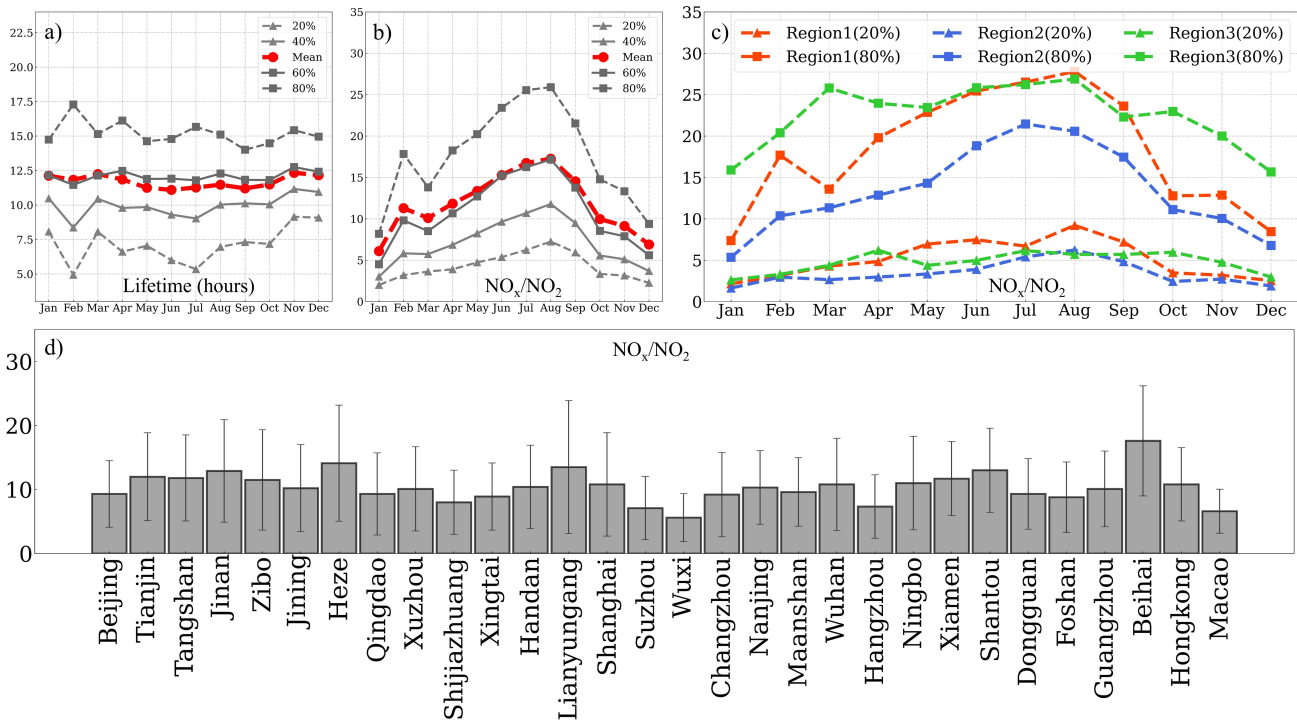 a)
20%
40%
Mean
60%
80%
22.5
20.0
17.5
15.0
12.5
10.0
7.5
5.0
Lifetime (hours)
Jan Feb Mar Apr May Jun Jul Aug Sep Oct Nov Dec
b)
20%
40%
Mean
60%
80%
35
30
25
20
15
10
5
0
NOx/NO2
Jan Feb Mar Apr May Jun Jul Aug Sep Oct Nov Dec
c)
Region1(20%) Region2(20%) Region3(20%)
Region1(80%) Region2(80%) Region3(80%)
35
30
25
20
15
10
5
0
NOx/NO2
Jan Feb Mar Apr May Jun Jul Aug Sep Oct Nov Dec
d)
NOx/NO2
30
20
10
0
Beijing
Tianjin
Tangshan
Jinan
Zibo
Jining
Heze
Qingdao
Xuzhou
Shijiazhuang
Xingtai
Handan
Lianyungang
Shanghai
Suzhou
Wuxi
Changzhou
Nanjing
Maanshan
Wuhan
Hangzhou
Ningbo
Xiamen
Shantou
Dongguan
Foshan
Guangzhou
Beihai
Hongkong
Macao